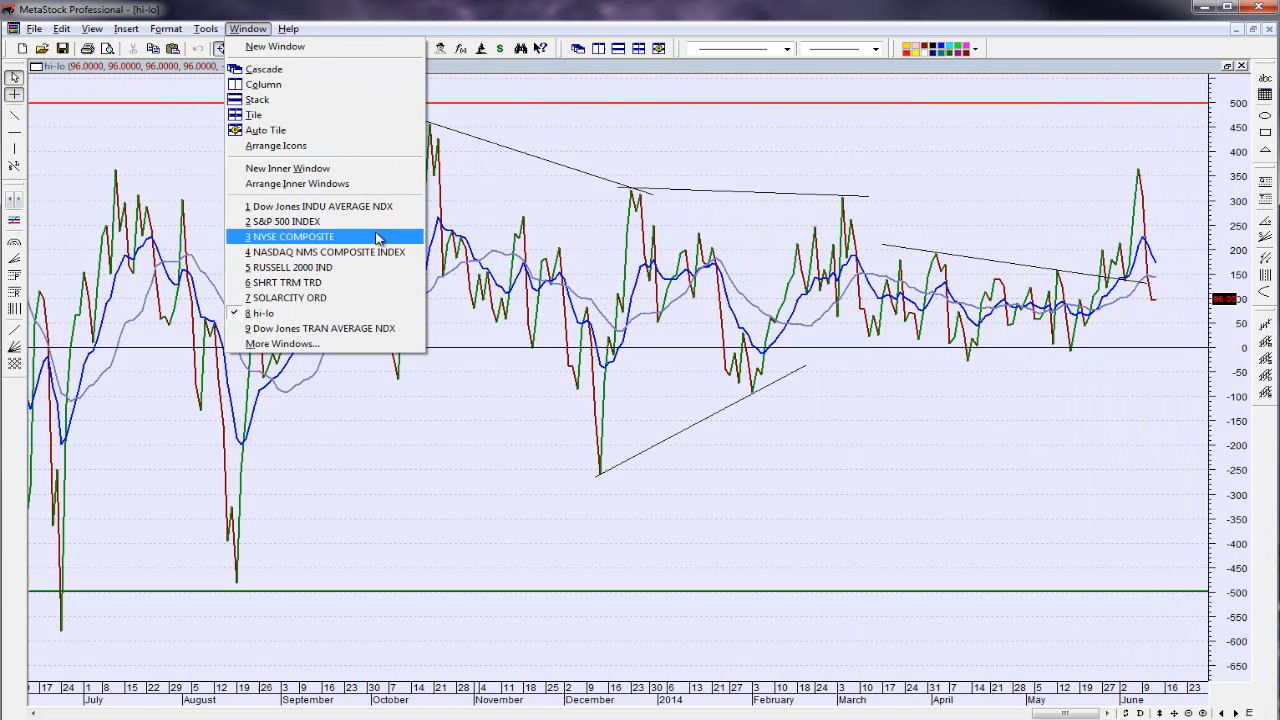 MetaStock Professional - [hi-lo]
File Edit View Insert Format Tools Window Help
hi-lo (96.0000, 96.0000, 96.0000,
New Window
Cascade
Column
Stack
Tile
Auto Tile
Arrange Icons
New Inner Window
Arrange Inner Windows
1 Dow Jones INDU AVERAGE NDX
2 S&P 500 INDEX
3 NYSE COMPOSITE
4 NASDAQ NMS COMPOSITE INDEX
5 RUSSELL 2000 IND
6 SHRT TRM TRD
7 SOLARCITY ORD
8 hi-lo
9 Dow Jones TRAN AVERAGE NDX
More Windows...
abc
500
450
400
350
300
250
200
150
96.00
50
0
-50
-100
-150
-200
-250
-300
-350
-400
-450
-500
-550
-600
-650
17 24 1 8 15 22 29 5 12 19 26 3 9 16 23 30 7 14 21 28 4 11 18 25 2 9 16 23 30 6 13 21 27 3 10 18 24 3 10 17 24 31 7 14 21 28 5 12 19 27 2 9 16 23
July August September October November December 2014 February March April May June